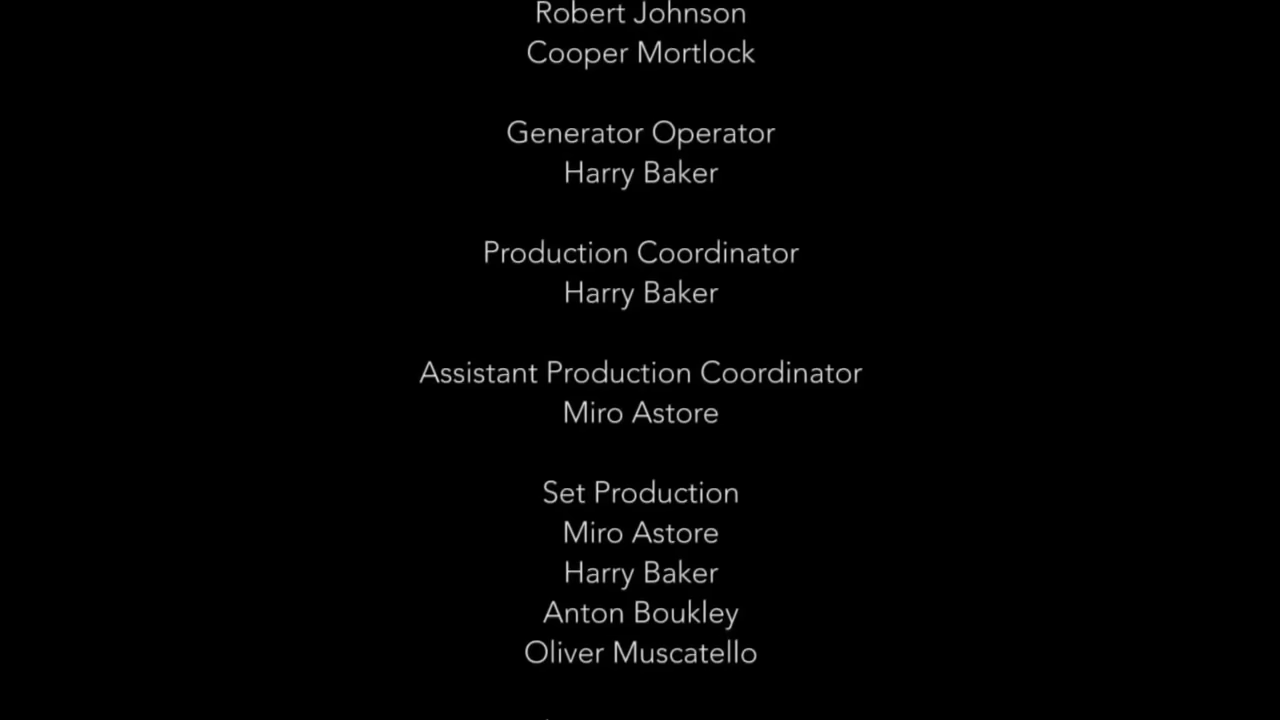 Robert Johnson
Cooper Mortlock
Generator Operator
Harry Baker
Production Coordinator
Harry Baker
Assistant Production Coordinator
Miro Astore
Set Production
Miro Astore
Harry Baker
Anton Boukley
Oliver Muscatello